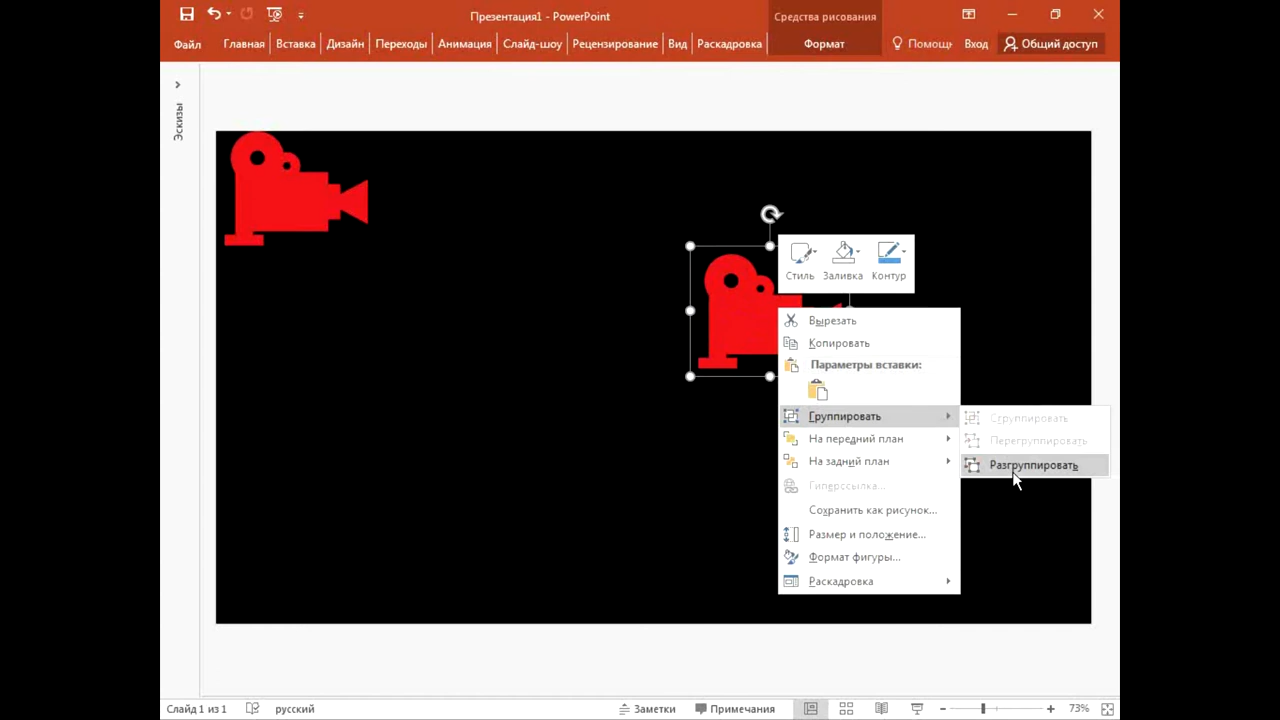 Презентация1 - PowerPoint
Средства рисования
Файл
Главная
Вставка
Дизайн
Переходы
Анимация
Слайд-шоу
Рецензирование
Вид
Раскадровка
Формат
Помощь
Вход
Общий доступ
Эскизы
Стиль
Заливка
Контур
Вырезать
Копировать
Параметры вставки:
Группировать
Сгруппировать
Перегруппировать
Разгруппировать
На передний план
На задний план
Гиперссылка...
Сохранить как рисунок...
Размер и положение...
Формат фигуры...
Раскадровка
Слайд 1 из 1
русский
Заметки
Примечания
73%